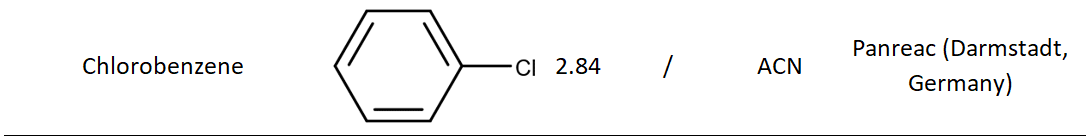 Chlorobenzene Cl 2.84 / ACN Panreac (Darmstadt,
Germany)